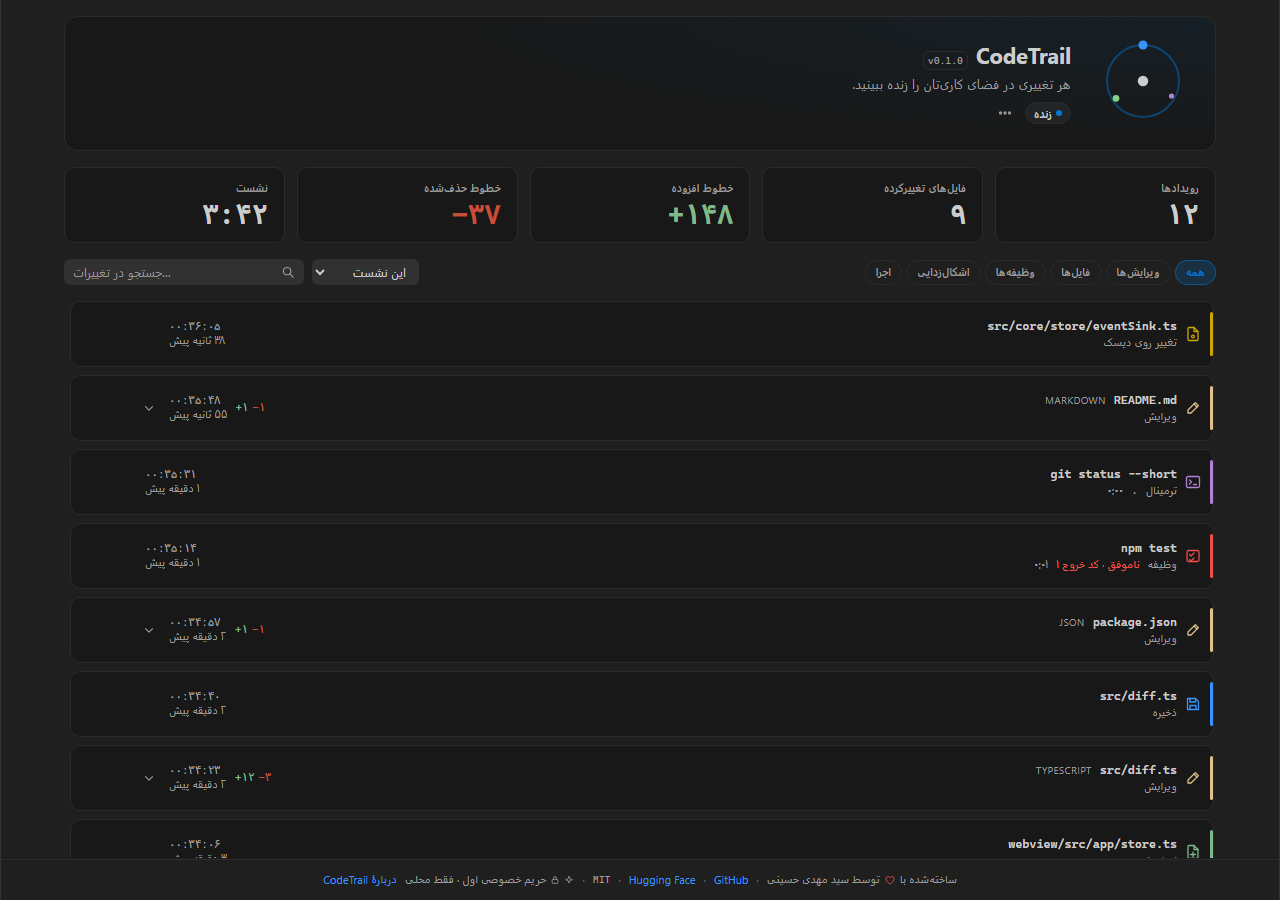 CodeTrail v0.1.0
هر تغییری در فضای کاری‌تان را زنده ببینید.
زنده
رویدادها
۱۲
فایل‌های تغییرکرده
۹
خطوط افزوده
+۱۴۸
خطوط حذف‌شده
−۳۷
نشست
۳:۴۲
همه ویرایش‌ها فایل‌ها وظیفه‌ها اشکال‌زدایی اجرا
این نشست
جستجو در تغییرات...
src/core/store/eventSink.ts
تغییر روی دیسک
۰۰:۳۶:۰۵
۳۸ ثانیه پیش
README.md MARKDOWN
ویرایش
+۱ −۱
۰۰:۳۵:۴۸
۵۵ ثانیه پیش
git status --short
ترمینال ۰ ۰:۰۰
۰۰:۳۵:۳۱
۱ دقیقه پیش
npm test
وظیفه ناموفق · کد خروج ۱ ۰:۰۱
۰۰:۳۵:۱۴
۱ دقیقه پیش
package.json JSON
ویرایش
+۱ −۱
۰۰:۳۴:۵۷
۲ دقیقه پیش
src/diff.ts
ذخیره
۰۰:۳۴:۴۰
۲ دقیقه پیش
src/diff.ts TYPESCRIPT
ویرایش
+۱۲ −۳
۰۰:۳۴:۲۳
۲ دقیقه پیش
webview/src/app/store.ts
۰۰:۳۴:۰۶
۳ دقیقه پیش
ساخته‌شده با ♡ توسط سید مهدی حسینی · GitHub · Hugging Face · MIT · حریم خصوصی اول · فقط محلی دربارهٔ CodeTrail